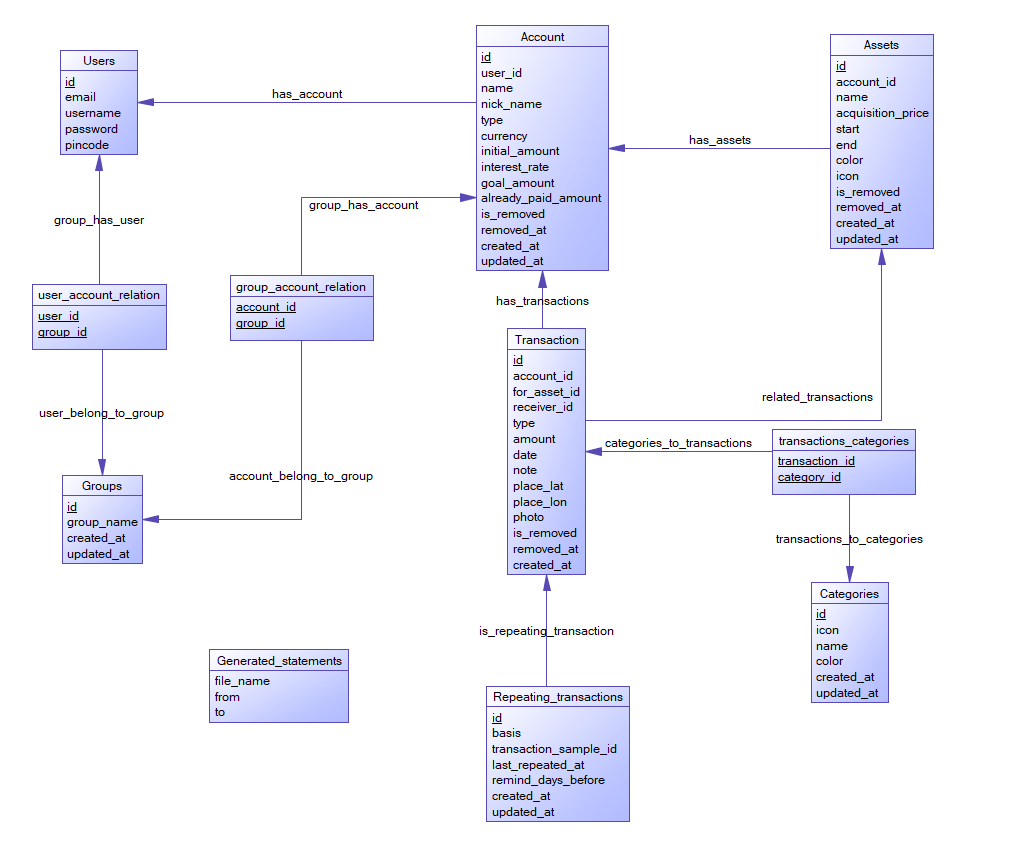 Users
id
email
username
password
pincode
has_account
Account
id
user_id
name
nick_name
type
currency
initial_amount
interest_rate
goal_amount
already_paid_amount
is_removed
removed_at
created_at
updated_at
has_assets
Assets
id
account_id
name
acquisition_price
start
end
color
icon
is_removed
removed_at
created_at
updated_at
group_has_user
group_has_account
user_account_relation
user_id
group_id
group_account_relation
account_id
group_id
has_transactions
Transaction
id
account_id
for_asset_id
receiver_id
type
amount
date
note
place_lat
place_lon
photo
is_removed
removed_at
created_at
related_transactions
categories_to_transactions
transactions_categories
transaction_id
category_id
user_belong_to_group
account_belong_to_group
Groups
id
group_name
created_at
updated_at
transactions_to_categories
Categories
id
icon
name
color
created_at
updated_at
is_repeating_transaction
Generated_statements
file_name
from
to
Repeating_transactions
id
basis
transaction_sample_id
last_repeated_at
remind_days_before
created_at
updated_at